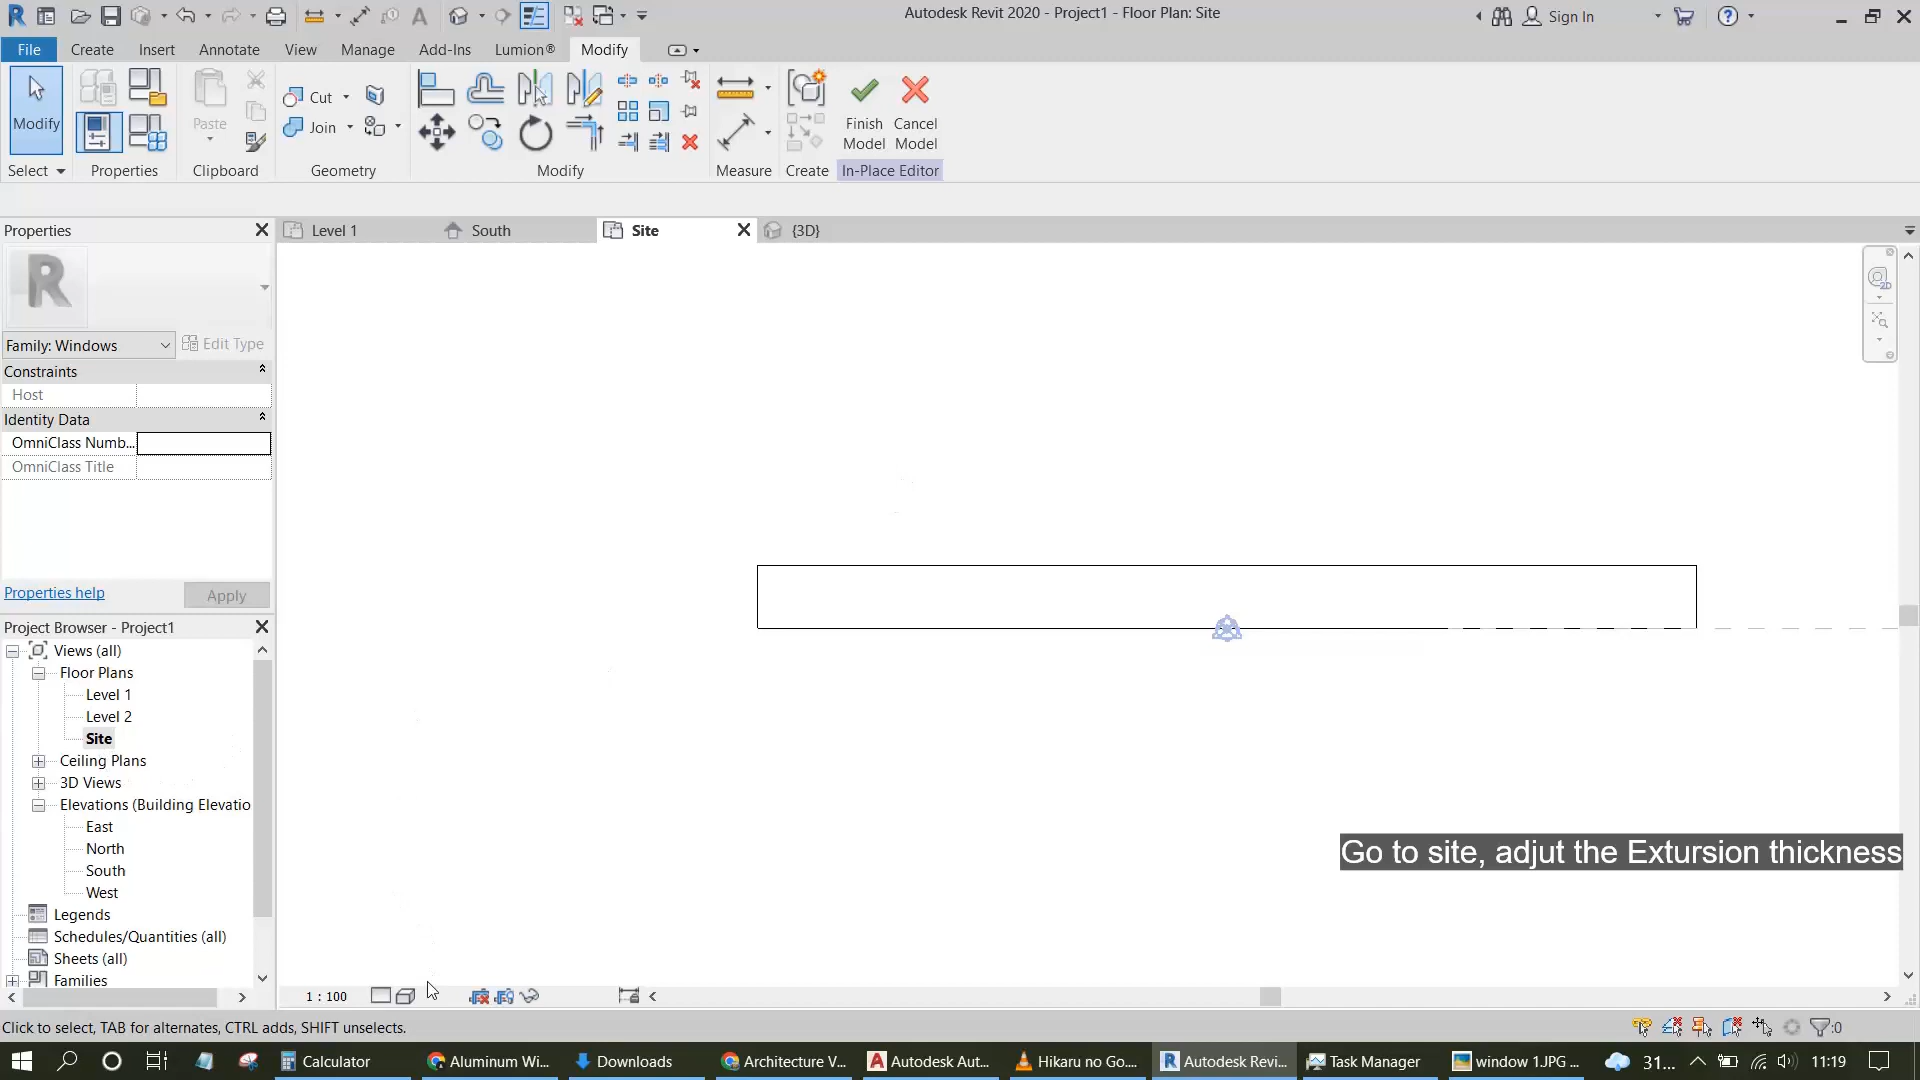 Autodesk Revit 2020 - Project1 - Floor Plan: Site
Sign In
File Create Insert Annotate View Manage Add-Ins Lumion® Modify
Modify
Paste
Cut
Join
Finish Model
Cancel Model
Select Properties Clipboard Geometry Modify Measure Create In-Place Editor
Properties
Level 1
South
Site
{3D}
R
2D
Family: Windows
Edit Type
Constraints
Host
Identity Data
OmniClass Numb...
OmniClass Title
Properties help
Apply
Project Browser - Project1
Views (all)
Floor Plans
Level 1
Level 2
Site
Ceiling Plans
3D Views
Elevations (Building Elevatio
East
North
South
West
Legends
Schedules/Quantities (all)
Sheets (all)
Families
Go to site, adjut the Extursion thickness
1 : 100
Click to select, TAB for alternates, CTRL adds, SHIFT unselects.
:0
Calculator
Aluminum Wi...
Downloads
Architecture V...
Autodesk Aut...
Hikaru no Go....
Autodesk Revi...
Task Manager
window 1.JPG ...
31...
11:19